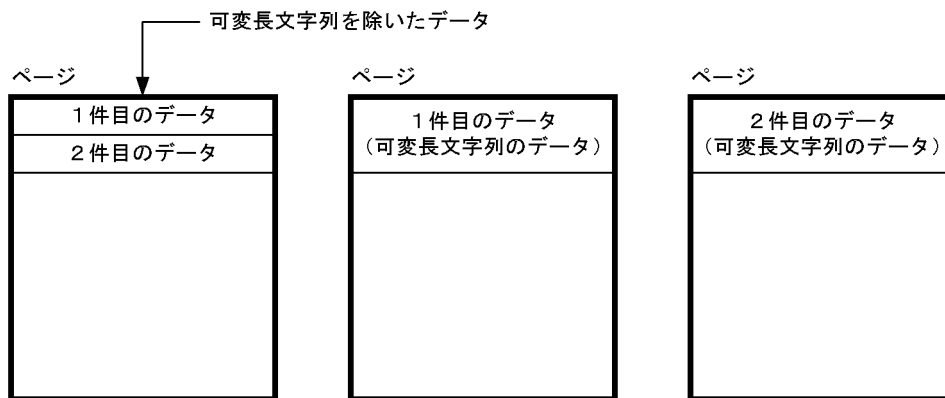 可変長文字列を除いたデータ
ページ
ページ
ページ
１件目のデータ
２件目のデータ
１件目のデータ
（可変長文字列のデータ）
２件目のデータ
（可変長文字列のデータ）